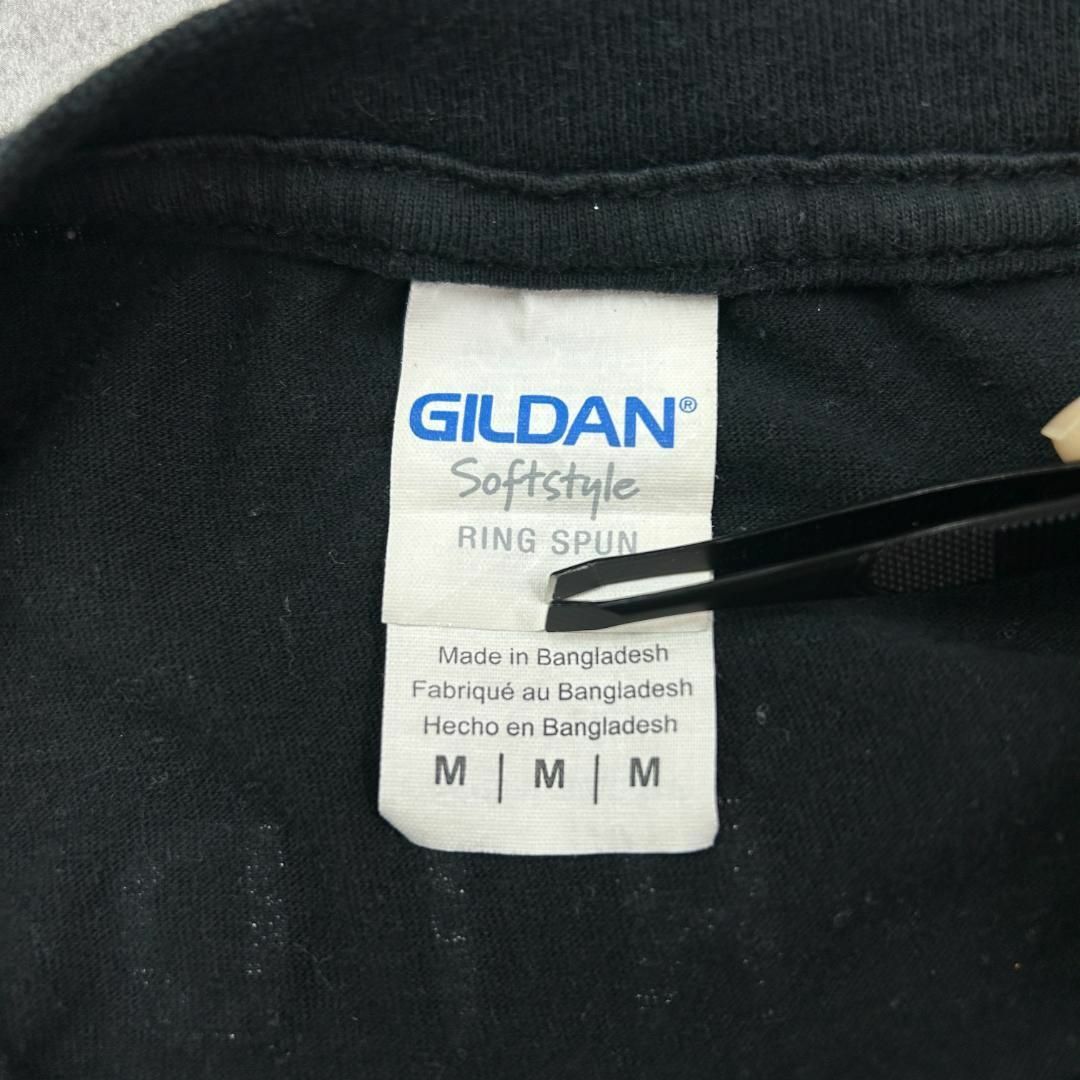 GILDAN®
Softstyle
RING SPUN
Made in Bangladesh
Fabriqué au Bangladesh
Hecho en Bangladesh
M | M | M